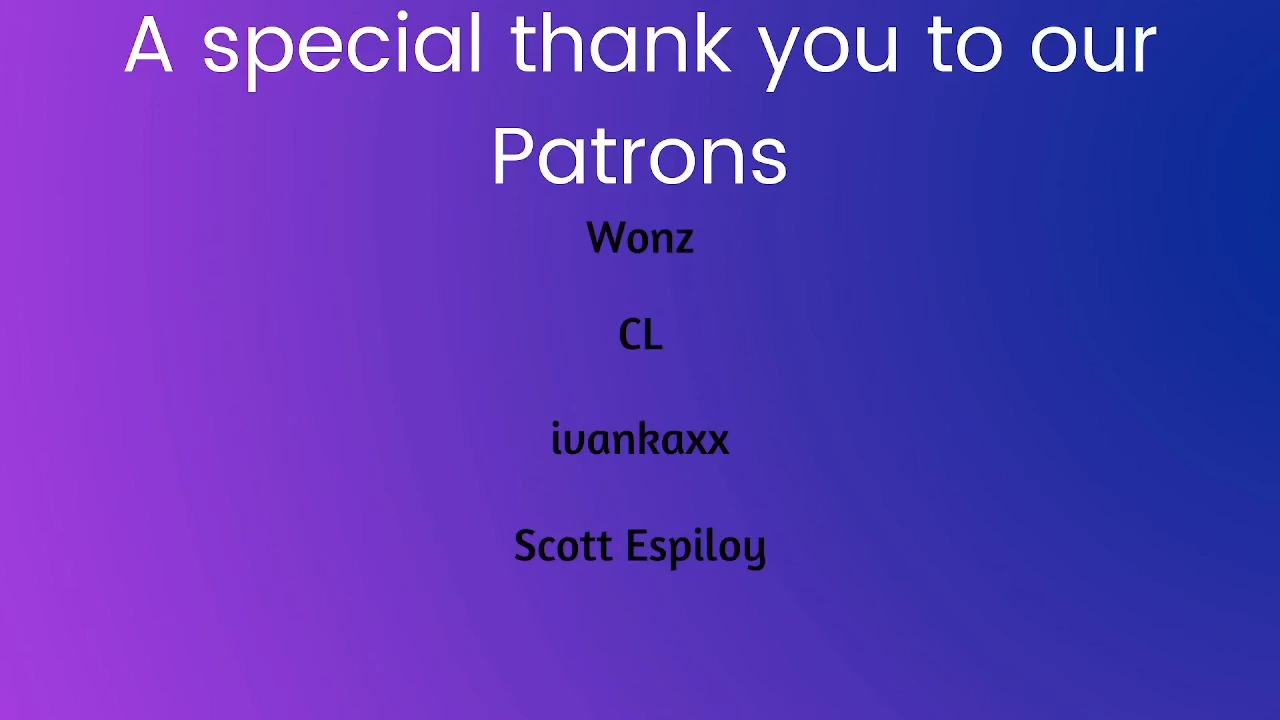 A special thank you to our
Patrons
Wonz
CL
ivankaxx
Scott Espiloy